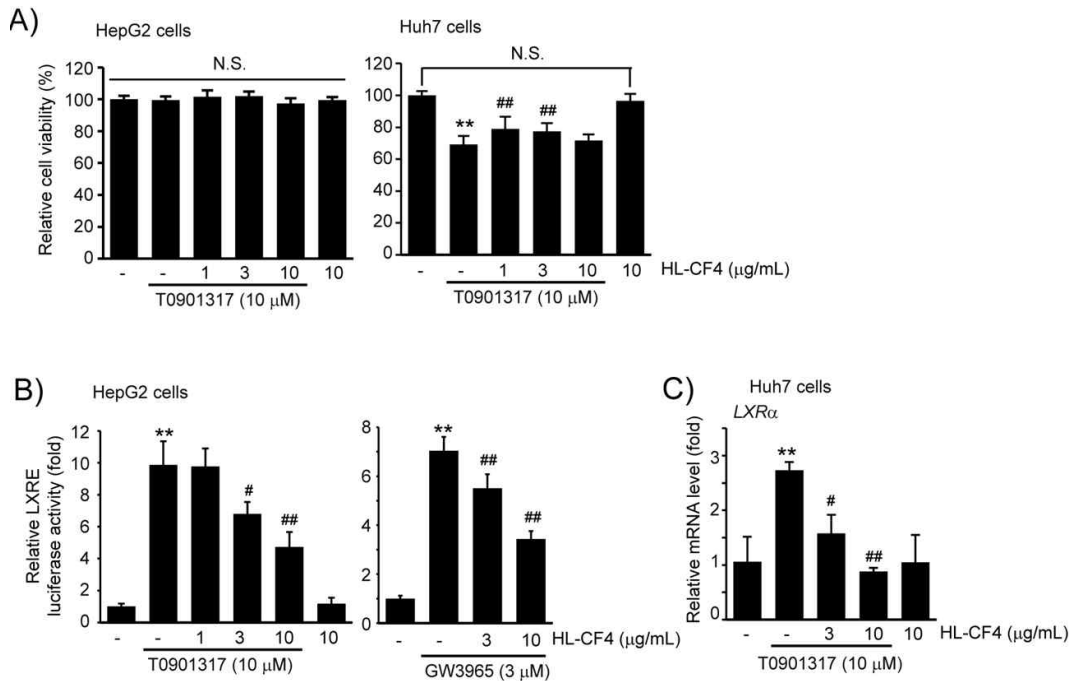 A)
HepG2 cells
Relative cell viability (%)
120
100
80
60
40
20
0
N.S.
- - 1 3 10 10
T0901317 (10 μM)
Huh7 cells
120
100
80
60
40
20
0
N.S.
**
##
##
- - 1 3 10 10
HL-CF4 (μg/mL)
T0901317 (10 μM)
B)
HepG2 cells
Relative LXRE
luciferase activity (fold)
12
10
8
6
4
2
0
**
#
##
- - 1 3 10 10
T0901317 (10 μM)
8
6
4
2
0
**
##
##
- - 3 10
HL-CF4 (μg/mL)
GW3965 (3 μM)
C)
Huh7 cells
LXRα
Relative mRNA level (fold)
3
2
1
0
**
#
##
- - 3 10 10
HL-CF4 (μg/mL)
T0901317 (10 μM)